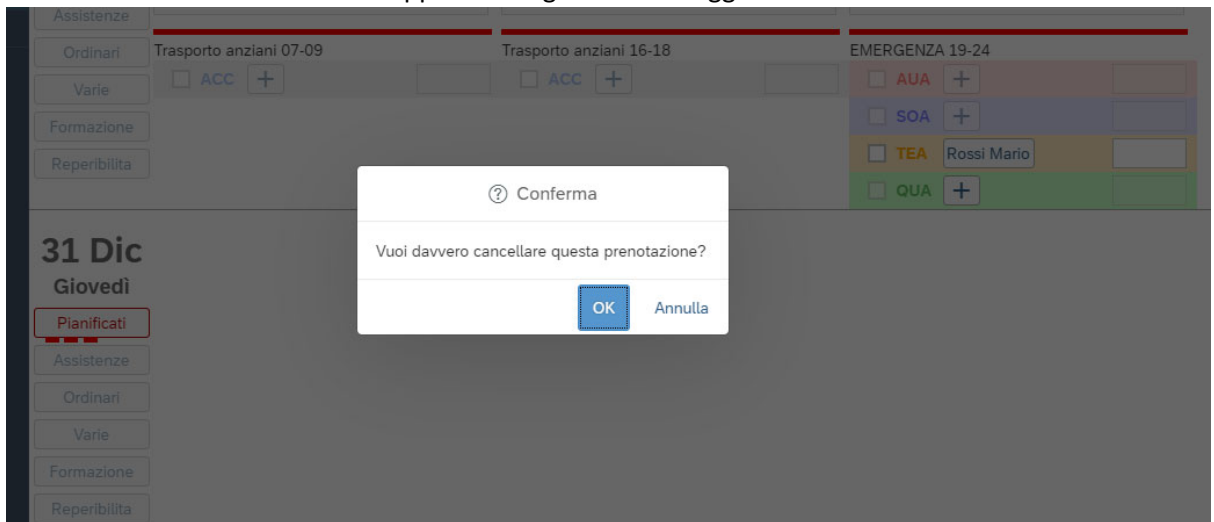 Assistenze
Ordinari
Varie
Formazione
Reperibilita
Trasporto anziani 07-09
ACC +
Trasporto anziani 16-18
ACC +
EMERGENZA 19-24
AUA +
SOA +
TEA Rossi Mario
QUA +
Conferma
Vuoi davvero cancellare questa prenotazione?
OK Annulla
31 Dic
Giovedì
Pianificati
Assistenze
Ordinari
Varie
Formazione
Reperibilita